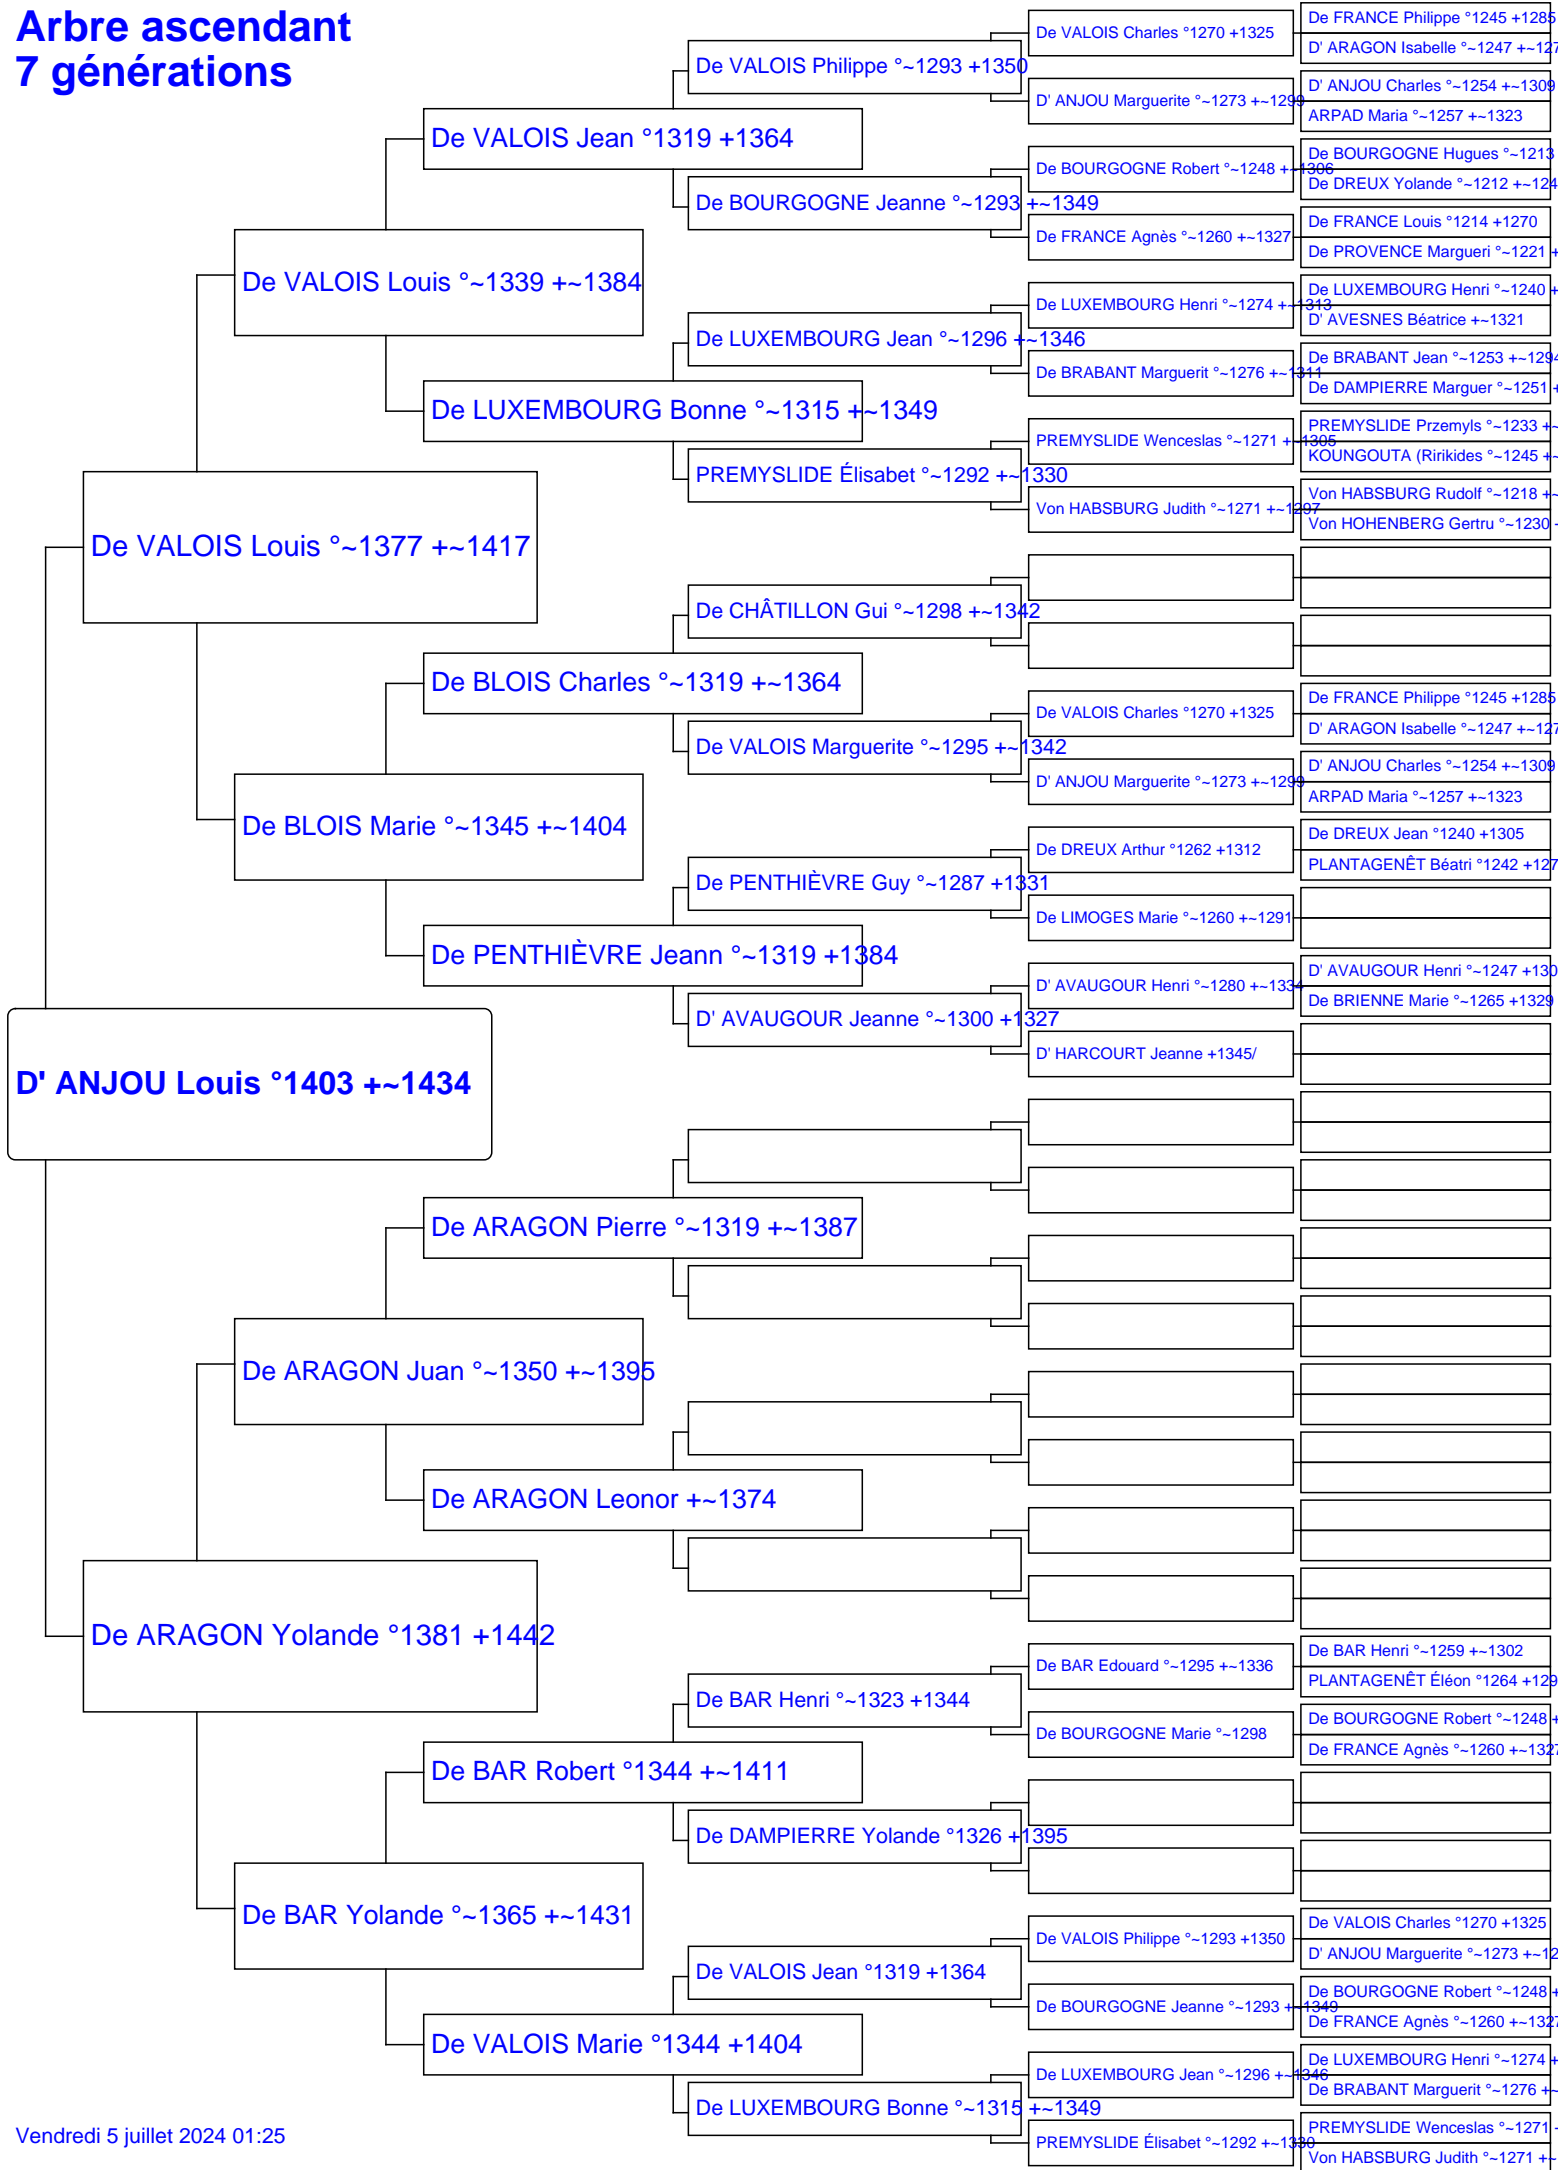 Arbre ascendant
7 générations
De FRANCE Philippe °1245 +1285
De VALOIS Charles °1270 +1325
D' ARAGON Isabelle °~1247 +~127
De VALOIS Philippe °~1293 +1350
D' ANJOU Charles °~1254 +~1309
D' ANJOU Marguerite °~1273 +~1299
ARPAD Maria °~1257 +~1323
De VALOIS Jean °1319 +1364
De BOURGOGNE Hugues °~1213
De BOURGOGNE Robert °~1248 +~1306
De DREUX Yolande °~1212 +~124
De BOURGOGNE Jeanne °~1293 +~1349
De FRANCE Louis °1214 +1270
De FRANCE Agnès °~1260 +~1327
De PROVENCE Margueri °~1221 +
De VALOIS Louis °~1339 +~1384
De LUXEMBOURG Henri °~1240 +
De LUXEMBOURG Henri °~1274 +~1313
D' AVESNES Béatrice +~1321
De LUXEMBOURG Jean °~1296 +~1346
De BRABANT Jean °~1253 +~1294
De BRABANT Marguerit °~1276 +~1311
De DAMPIERRE Marguer °~1251 +
De LUXEMBOURG Bonne °~1315 +~1349
PREMYSLIDE Przemyls °~1233 +~
PREMYSLIDE Wenceslas °~1271 +~1305
KOUNGOUTA (Ririkides °~1245 +~
PREMYSLIDE Élisabet °~1292 +~1330
Von HABSBURG Rudolf °~1218 +~
Von HABSBURG Judith °~1271 +~1297
Von HOHENBERG Gertru °~1230 +
De VALOIS Louis °~1377 +~1417
De CHÂTILLON Gui °~1298 +~1342
De BLOIS Charles °~1319 +~1364
De FRANCE Philippe °1245 +1285
De VALOIS Charles °1270 +1325
D' ARAGON Isabelle °~1247 +~127
De VALOIS Marguerite °~1295 +~1342
D' ANJOU Charles °~1254 +~1309
D' ANJOU Marguerite °~1273 +~1299
ARPAD Maria °~1257 +~1323
De BLOIS Marie °~1345 +~1404
De DREUX Jean °1240 +1305
De DREUX Arthur °1262 +1312
PLANTAGENÊT Béatri °1242 +127
De PENTHIÈVRE Guy °~1287 +1331
De LIMOGES Marie °~1260 +~1291
De PENTHIÈVRE Jeann °~1319 +1384
D' AVAUGOUR Henri °~1247 +130
D' AVAUGOUR Henri °~1280 +~1334
De BRIENNE Marie °~1265 +1329
D' AVAUGOUR Jeanne °~1300 +1327
D' HARCOURT Jeanne +1345/
D' ANJOU Louis °1403 +~1434
De ARAGON Pierre °~1319 +~1387
De ARAGON Juan °~1350 +~1395
De ARAGON Leonor +~1374
De ARAGON Yolande °1381 +1442
De BAR Henri °~1259 +~1302
De BAR Edouard °~1295 +~1336
PLANTAGENÊT Éléon °1264 +129
De BAR Henri °~1323 +1344
De BOURGOGNE Robert °~1248 +
De BOURGOGNE Marie °~1298
De FRANCE Agnès °~1260 +~1327
De BAR Robert °1344 +~1411
De DAMPIERRE Yolande °1326 +1395
De BAR Yolande °~1365 +~1431
De VALOIS Charles °1270 +1325
De VALOIS Philippe °~1293 +1350
D' ANJOU Marguerite °~1273 +~12
De VALOIS Jean °1319 +1364
De BOURGOGNE Robert °~1248 +
De BOURGOGNE Jeanne °~1293 +~1349
De FRANCE Agnès °~1260 +~1327
De VALOIS Marie °1344 +1404
De LUXEMBOURG Henri °~1274 +
De LUXEMBOURG Jean °~1296 +~1346
De BRABANT Marguerit °~1276 +~
De LUXEMBOURG Bonne °~1315 +~1349
PREMYSLIDE Wenceslas °~1271 +
PREMYSLIDE Élisabet °~1292 +~1330
Von HABSBURG Judith °~1271 +~
Vendredi 5 juillet 2024 01:25